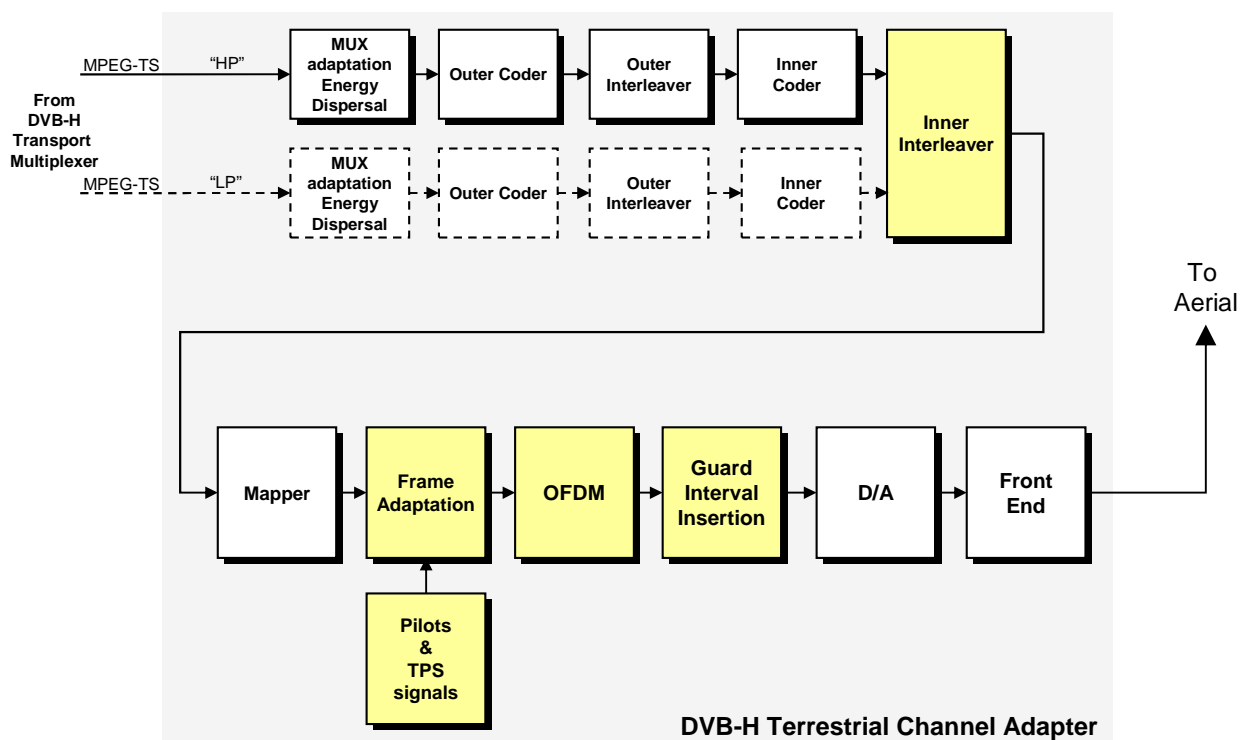 MPEG-TS
"HP"
MUX
adaptation
Energy
Dispersal
Outer Coder
Outer
Interleaver
Inner
Coder
Inner
Interleaver
From
DVB-H
Transport
Multiplexer
MPEG-TS
"LP"
MUX
adaptation
Energy
Dispersal
Outer Coder
Outer
Interleaver
Inner
Coder
To
Aerial
Mapper
Frame
Adaptation
OFDM
Guard
Interval
Insertion
D/A
Front
End
Pilots
&
TPS
signals
DVB-H Terrestrial Channel Adapter